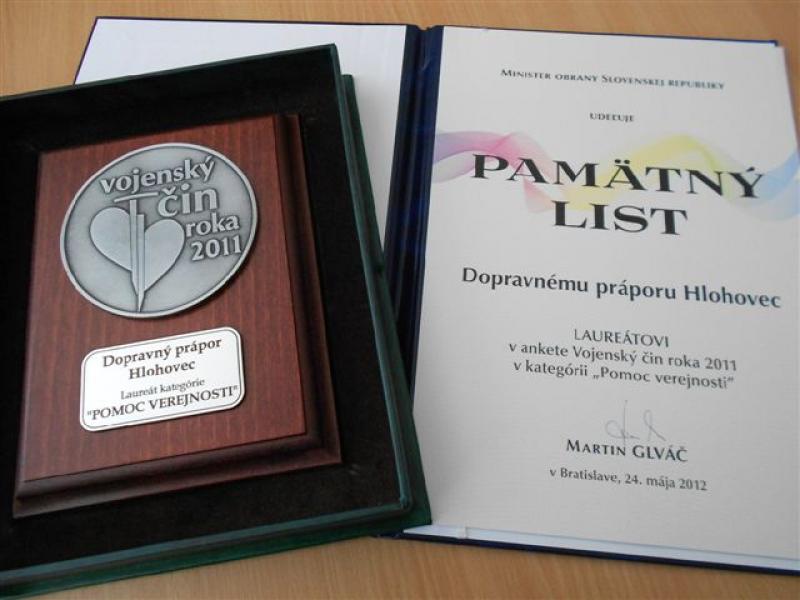 vojenský
čin
roka
2011
Dopravný prápor
Hlohovec
Laureát kategórie
"POMOC VEREJNOSTI"
MINISTER OBRANY SLOVENSKEJ REPUBLIKY
UDEĽUJE
PAMÄTNÝ
LIST
Dopravnému práporu Hlohovec
LAUREÁTOVI
v ankete Vojenský čin roka 2011
v kategórii „Pomoc verejnosti”
MARTIN GLVÁČ
v Bratislave, 24. mája 2012